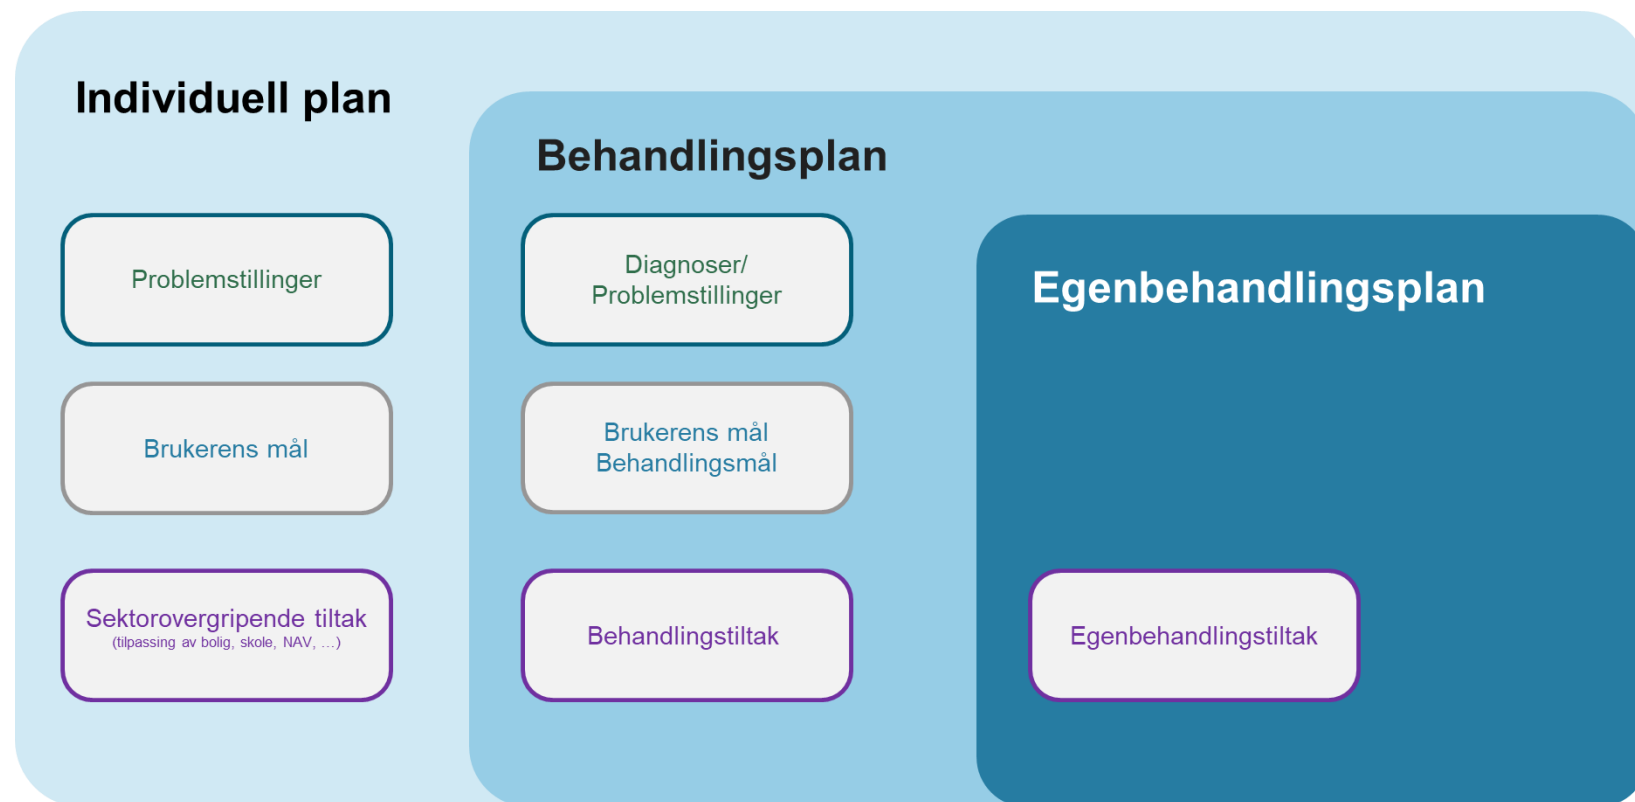 Individuell plan
Problemstillinger
Brukerens mål
Sektorovergripende tiltak
(tilpassing av bolig, skole, NAV, ...)
Behandlingsplan
Diagnoser/
Problemstillinger
Brukerens mål
Behandlingsmål
Behandlingstiltak
Egenbehandlingsplan
Egenbehandlingstiltak